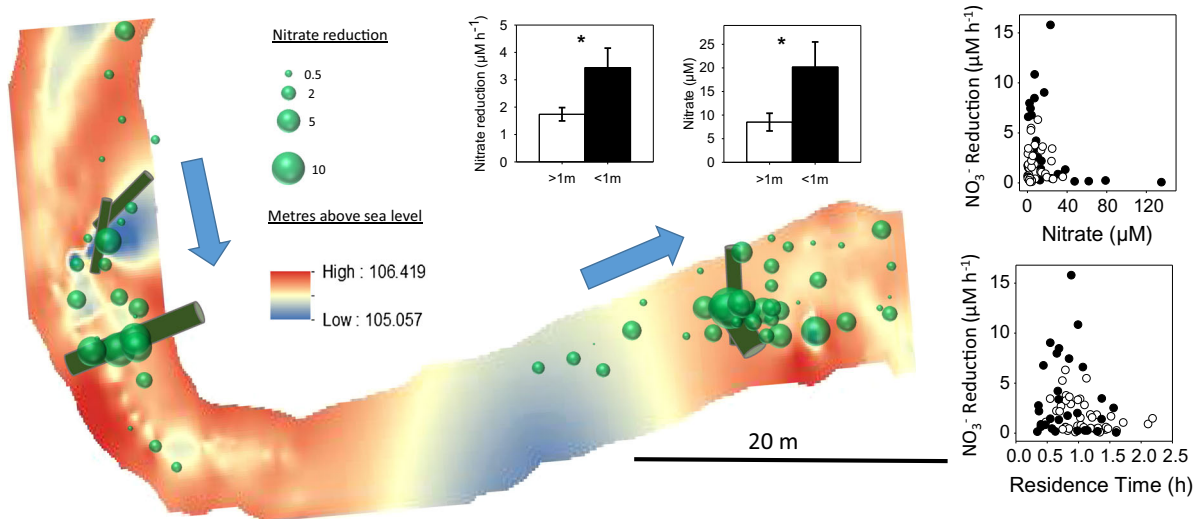 Nitrate reduction
0.5
2
5
10
Metres above sea level
High : 106.419
Low : 105.057
Nitrate reduction (µM h⁻¹)
5
4
3
2
1
0
*
>1m
<1m
Nitrate (µM)
25
20
15
10
5
0
*
>1m
<1m
20 m
NO₃⁻ Reduction (µM h⁻¹)
15
10
5
0
0
40
80
120
Nitrate (µM)
NO₃⁻ Reduction (µM h⁻¹)
15
10
5
0
0.0
0.5
1.0
1.5
2.0
2.5
Residence Time (h)